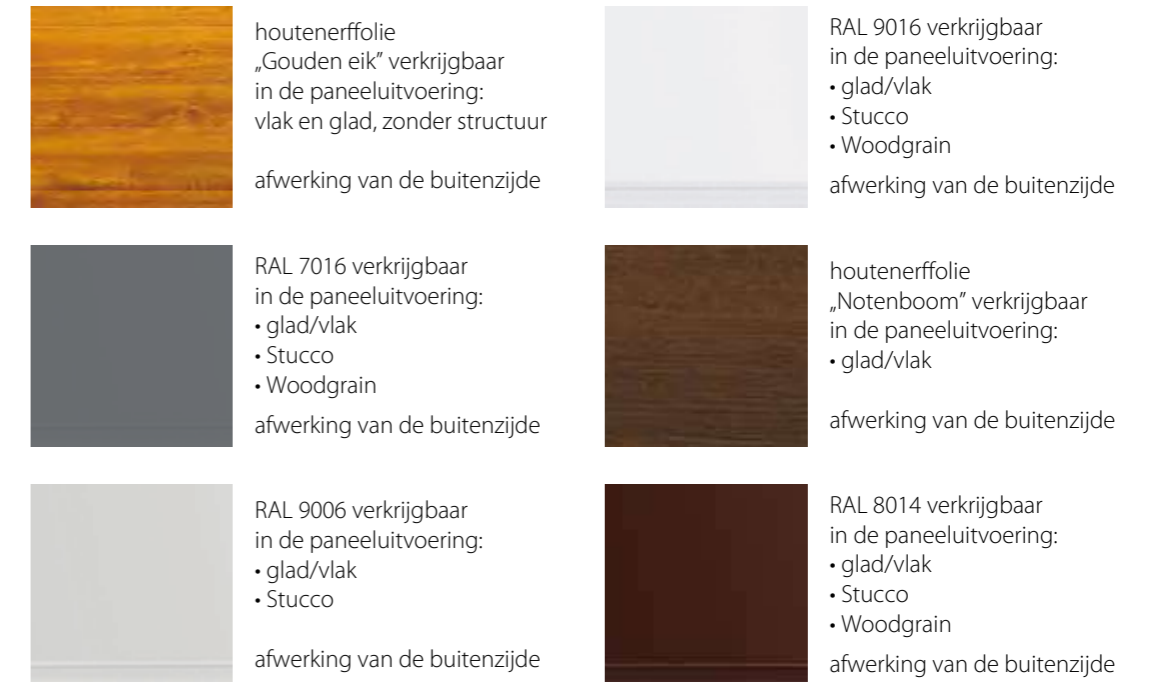 houtenerffolie
„Gouden eik” verkrijgbaar
in de paneeluitvoering:
vlak en glad, zonder structuur
afwerking van de buitenzijde
RAL 9016 verkrijgbaar
in de paneeluitvoering:
• glad/vlak
• Stucco
• Woodgrain
afwerking van de buitenzijde
RAL 7016 verkrijgbaar
in de paneeluitvoering:
• glad/vlak
• Stucco
• Woodgrain
afwerking van de buitenzijde
houtenerffolie
„Notenboom” verkrijgbaar
in de paneeluitvoering:
• glad/vlak
afwerking van de buitenzijde
RAL 9006 verkrijgbaar
in de paneeluitvoering:
• glad/vlak
• Stucco
afwerking van de buitenzijde
RAL 8014 verkrijgbaar
in de paneeluitvoering:
• glad/vlak
• Stucco
• Woodgrain
afwerking van de buitenzijde